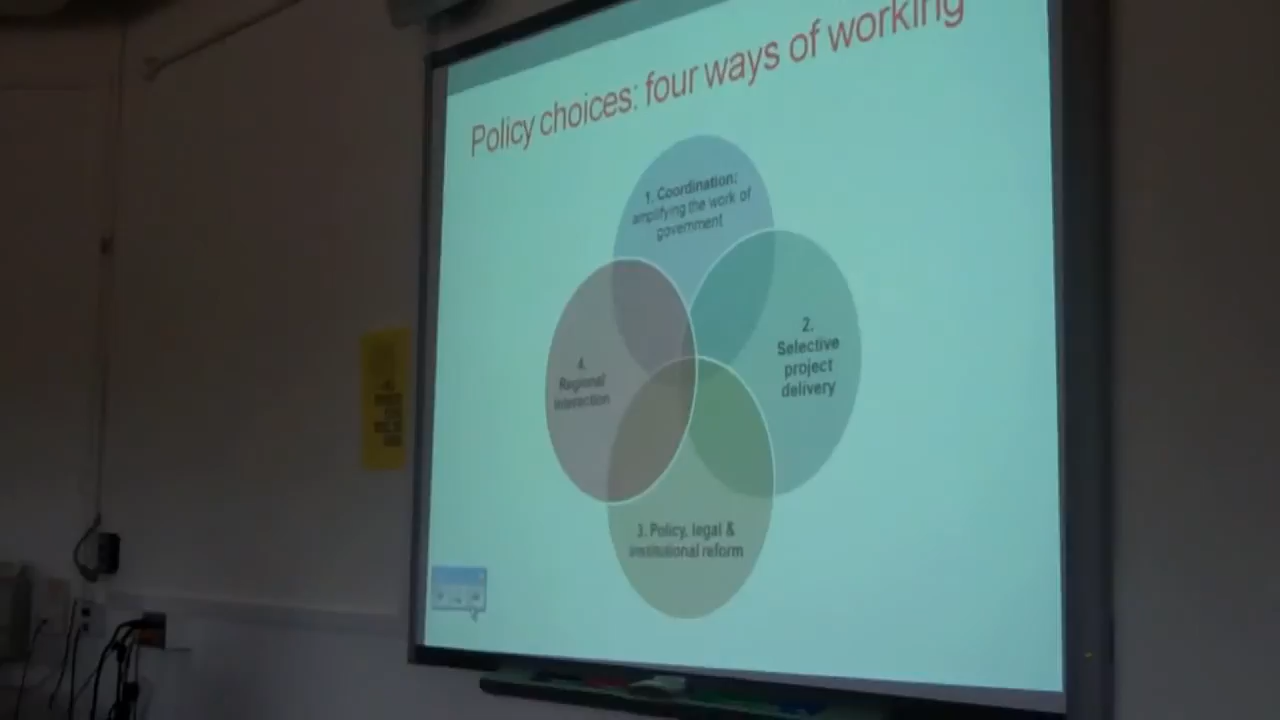 Policy choices: four ways of working
1. Coordination:
amplifying the work of
government
2.
Selective
project
delivery
4.
Regional
interaction
3. Policy, legal &
institutional reform